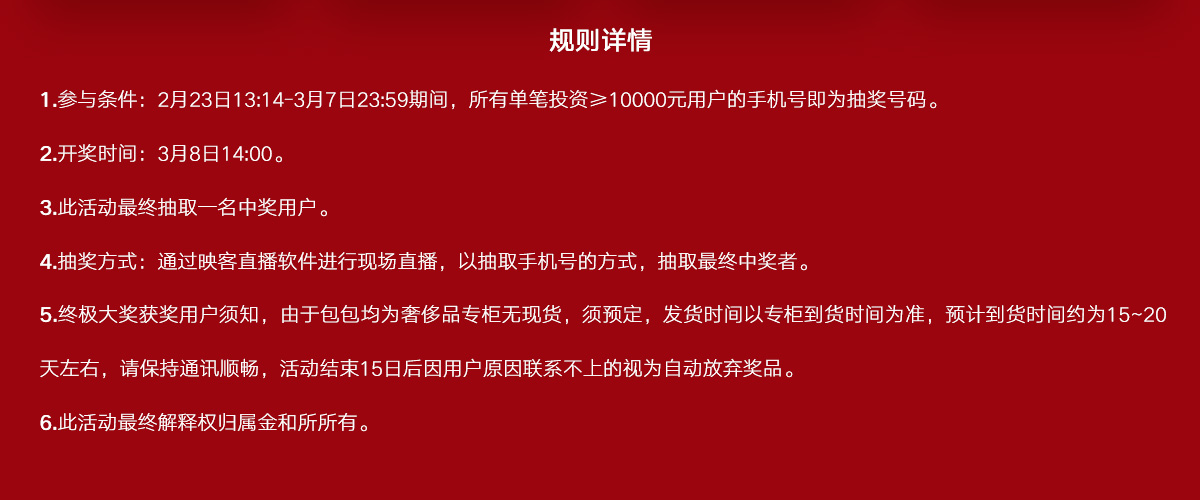 规则详情
1.参与条件：2月23日13:14-3月7日23:59期间，所有单笔投资≥10000元用户的手机号即为抽奖号码。
2.开奖时间：3月8日14:00。
3.此活动最终抽取一名中奖用户。
4.抽奖方式：通过映客直播软件进行现场直播，以抽取手机号的方式，抽取最终中奖者。
5.终极大奖获奖用户须知，由于包包均为奢侈品专柜无现货，须预定，发货时间以专柜到货时间为准，预计到货时间约为15~20
天左右，请保持通讯顺畅，活动结束15日后因用户原因联系不上的视为自动放弃奖品。
6.此活动最终解释权归属金和所所有。